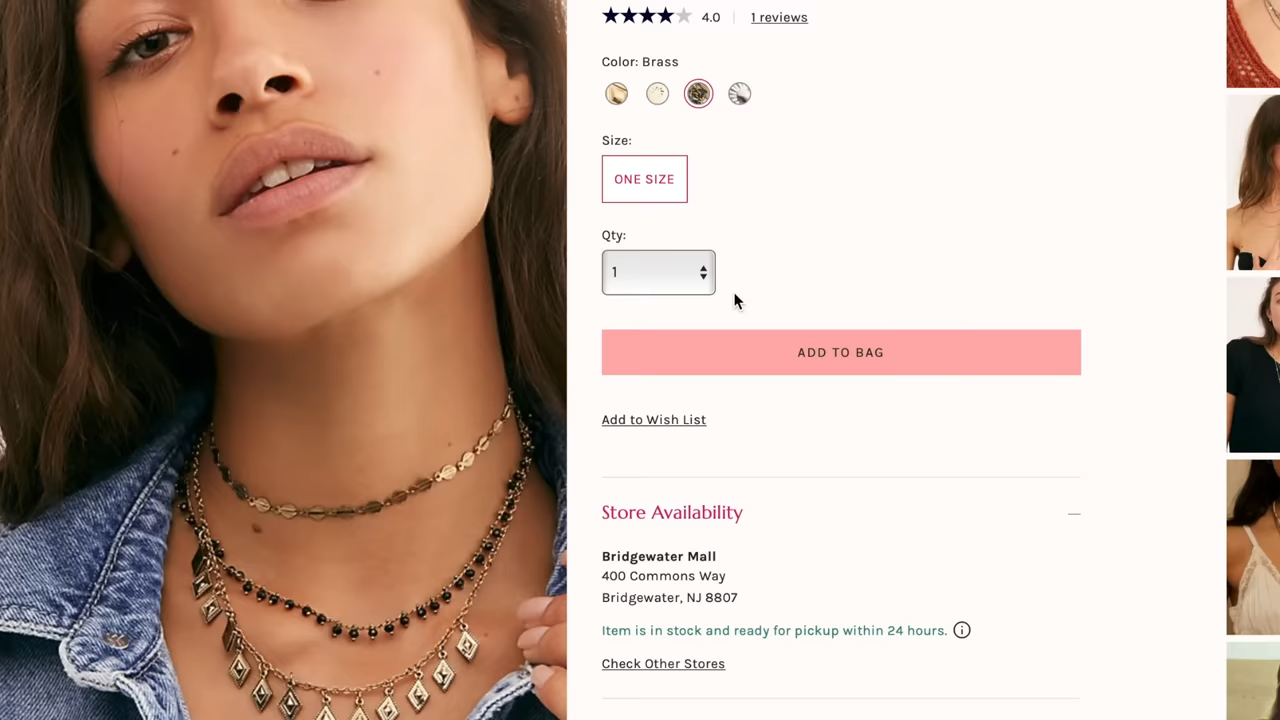 4.0 | 1 reviews
Color: Brass
Size:
ONE SIZE
Qty:
1
ADD TO BAG
Add to Wish List
Store Availability
Bridgewater Mall
400 Commons Way
Bridgewater, NJ 8807
Item is in stock and ready for pickup within 24 hours.
Check Other Stores